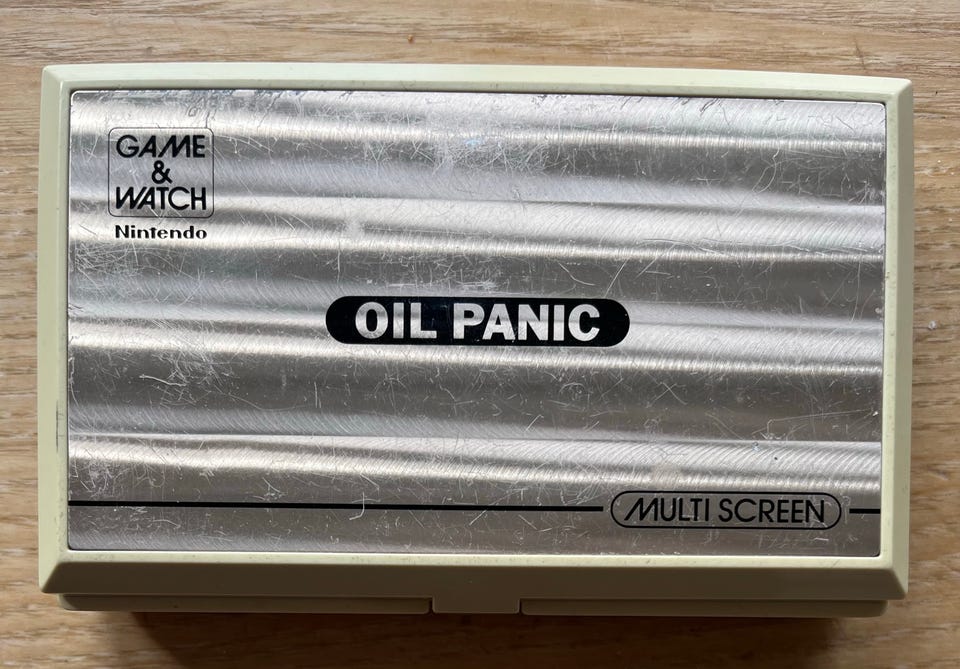 GAME
&
WATCH
Nintendo
OIL PANIC
MULTI SCREEN